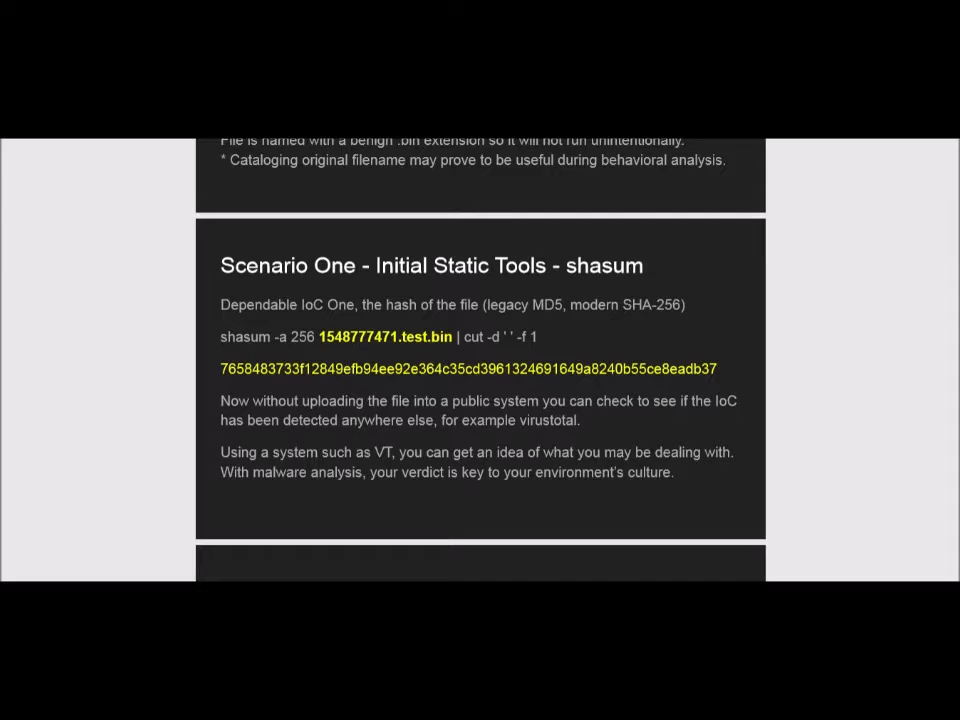 File is named with a benign .bin extension so it will not run unintentionally.
* Cataloging original filename may prove to be useful during behavioral analysis.
Scenario One - Initial Static Tools - shasum
Dependable IoC One, the hash of the file (legacy MD5, modern SHA-256)
shasum -a 256 1548777471.test.bin | cut -d ' ' -f 1
7658483733f12849efb94ee92e364c35cd3961324691649a8240b55ce8eadb37
Now without uploading the file into a public system you can check to see if the IoC
has been detected anywhere else, for example virustotal.
Using a system such as VT, you can get an idea of what you may be dealing with.
With malware analysis, your verdict is key to your environment's culture.